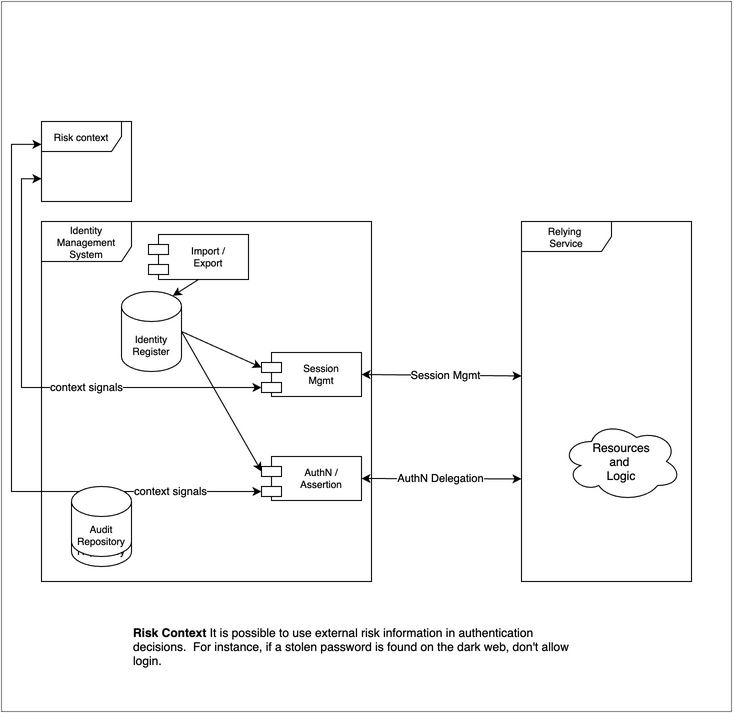 Risk context
Identity
Management
System
Import /
Export
Relying
Service
Identity
Register
Session
Mgmt
Session Mgmt
context signals
Resources
and
Logic
AuthN /
Assertion
AuthN Delegation
context signals
Audit
Repository
Risk Context It is possible to use external risk information in authentication
decisions.  For instance, if a stolen password is found on the dark web, don't allow
login.